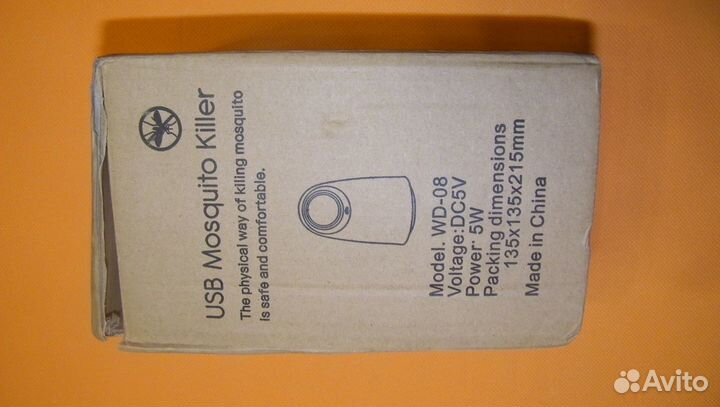 USB Mosquito Killer
The physical way of kiling mosquito
is safe and comfortable.
Model. WD-08
Voltage:DC5V
Power: 5W
Packing dimensions
135x135x215mm
Made in China
Avito